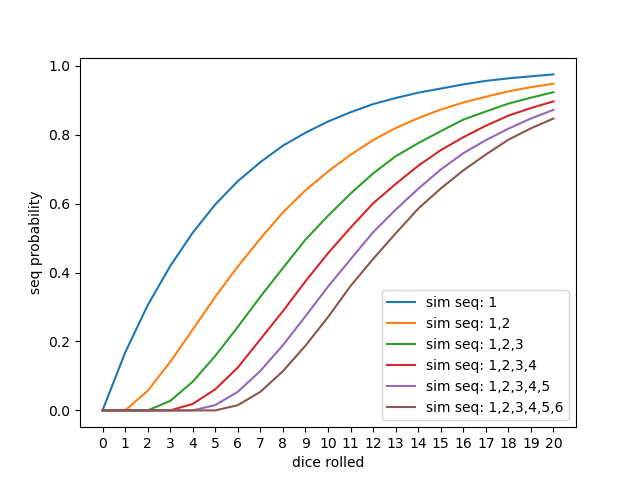 1.0
0.8
0.6
0.4
0.2
0.0
seq probability
sim seq: 1
sim seq: 1,2
sim seq: 1,2,3
sim seq: 1,2,3,4
sim seq: 1,2,3,4,5
sim seq: 1,2,3,4,5,6
0 1 2 3 4 5 6 7 8 9 10 11 12 13 14 15 16 17 18 19 20
dice rolled